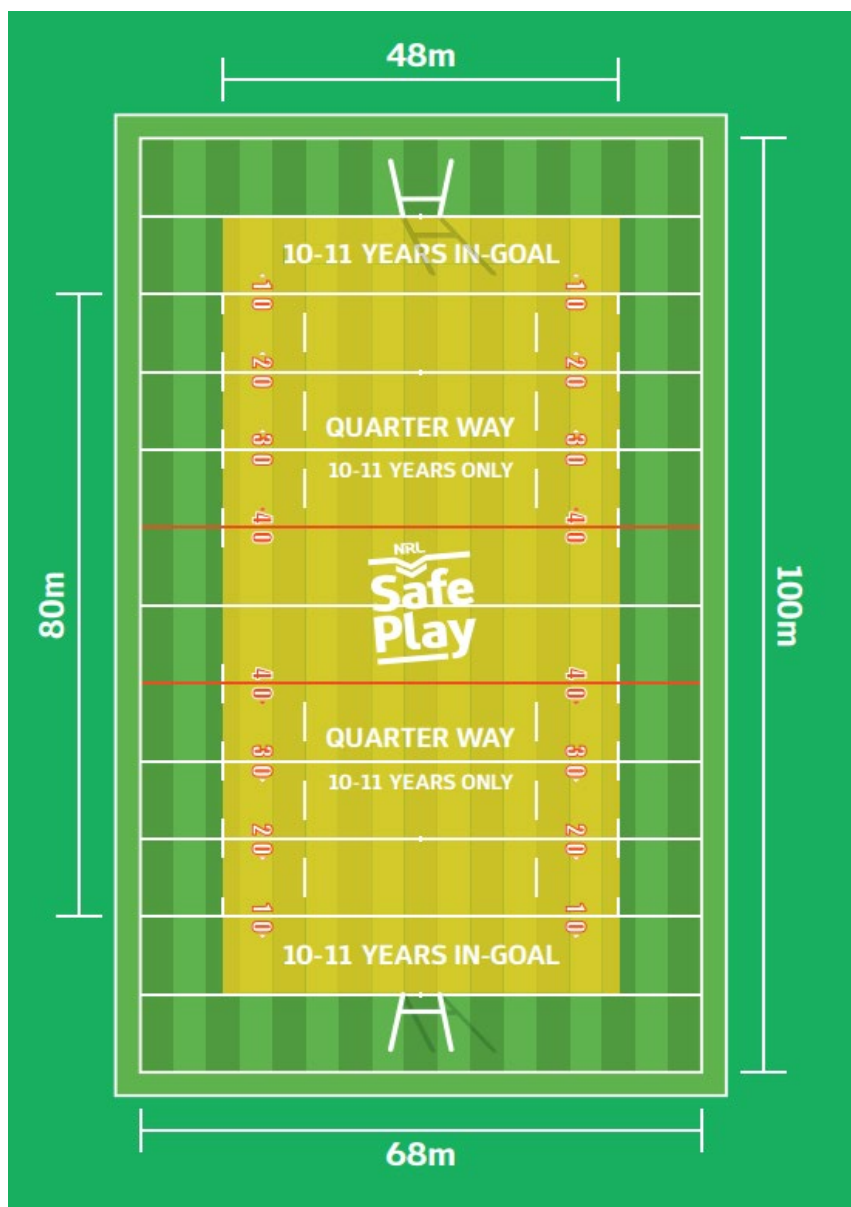 48m
10-11 YEARS IN-GOAL
10 10
20 20
QUARTER WAY
30 30
10-11 YEARS ONLY
40 40
NRL
Safe
Play
80m
100m
40 40
QUARTER WAY
30 30
10-11 YEARS ONLY
20 20
10 10
10-11 YEARS IN-GOAL
68m